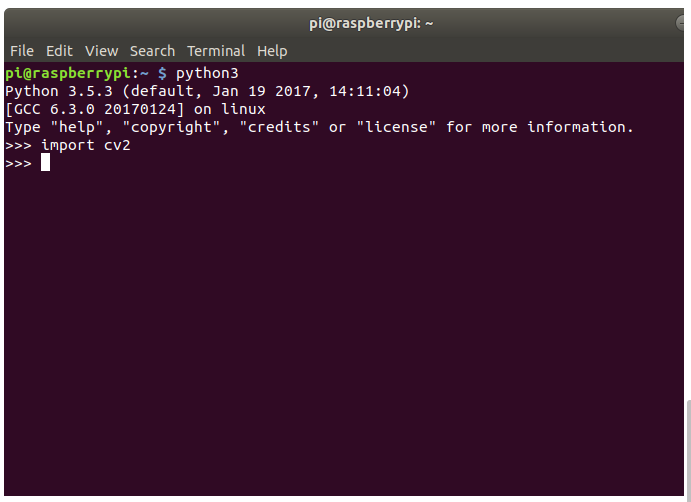 pi@raspberrypi: ~
File Edit View Search Terminal Help
pi@raspberrypi:~ $ python3
Python 3.5.3 (default, Jan 19 2017, 14:11:04)
[GCC 6.3.0 20170124] on linux
Type "help", "copyright", "credits" or "license" for more information.
>>> import cv2
>>>